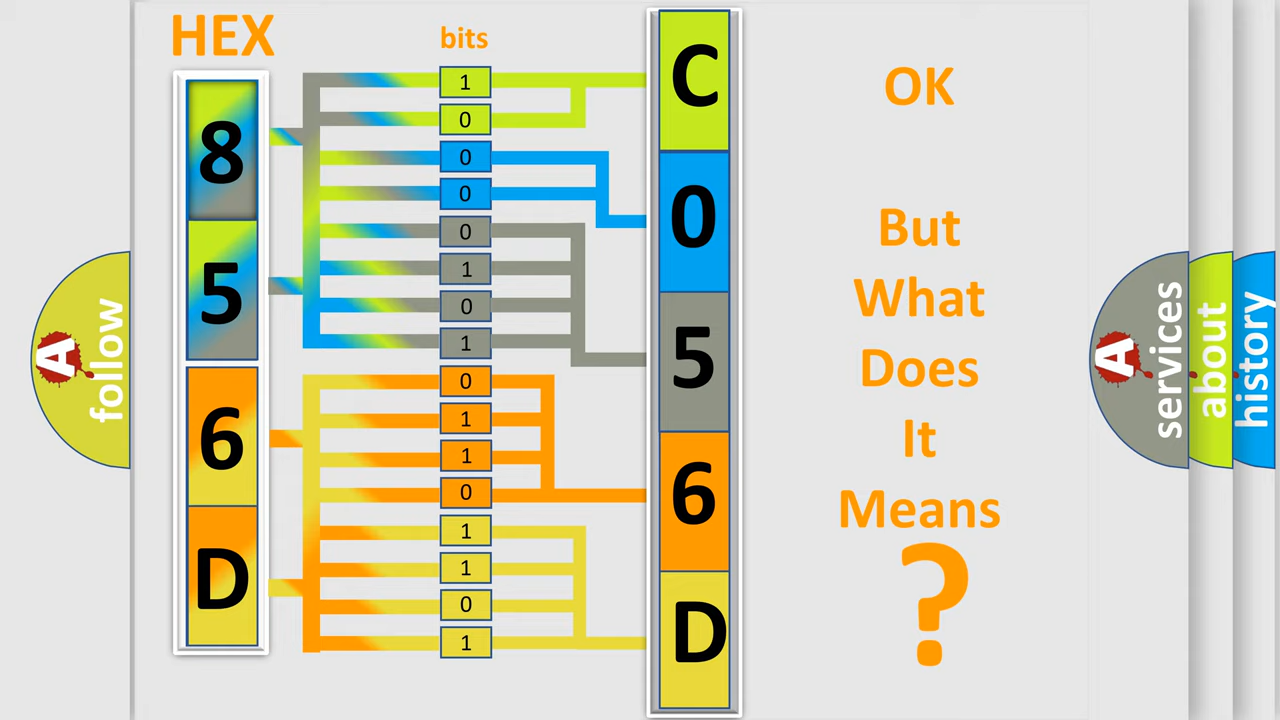 HEX
bits
8
5
6
D
1
0
0
0
0
1
0
1
0
1
1
0
1
1
0
1
C
0
5
6
D
OK
But
What
Does
It
Means
?
A
follow
A
services
about
history